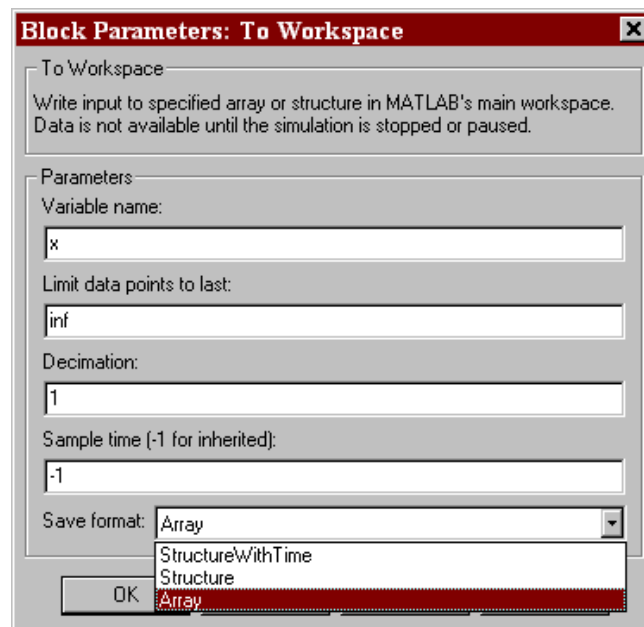 Block Parameters: To Workspace
To Workspace
Write input to specified array or structure in MATLAB's main workspace.
Data is not available until the simulation is stopped or paused.
Parameters
Variable name:
x
Limit data points to last:
inf
Decimation:
1
Sample time (-1 for inherited):
-1
Save format: Array
StructureWithTime
Structure
OK Array